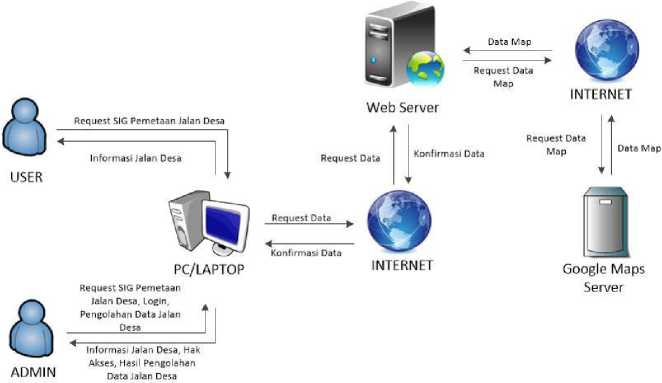 Data Map
Request Data
Map
Web Server
INTERNET
Request SIG Pemetaan Jalan Desa
Informasi Jalan Desa
USER
Request Data
Konfirmasi Data
Request Data
Map
Data Map
Request Data
Konfirmasi Data
PC/LAPTOP
INTERNET
Google Maps
Server
Request SIG Pemetaan
Jalan Desa, Login,
Pengolahan Data Jalan
Desa
Informasi Jalan Desa, Hak
Akses, Hasil Pengolahan
Data Jalan Desa
ADMIN